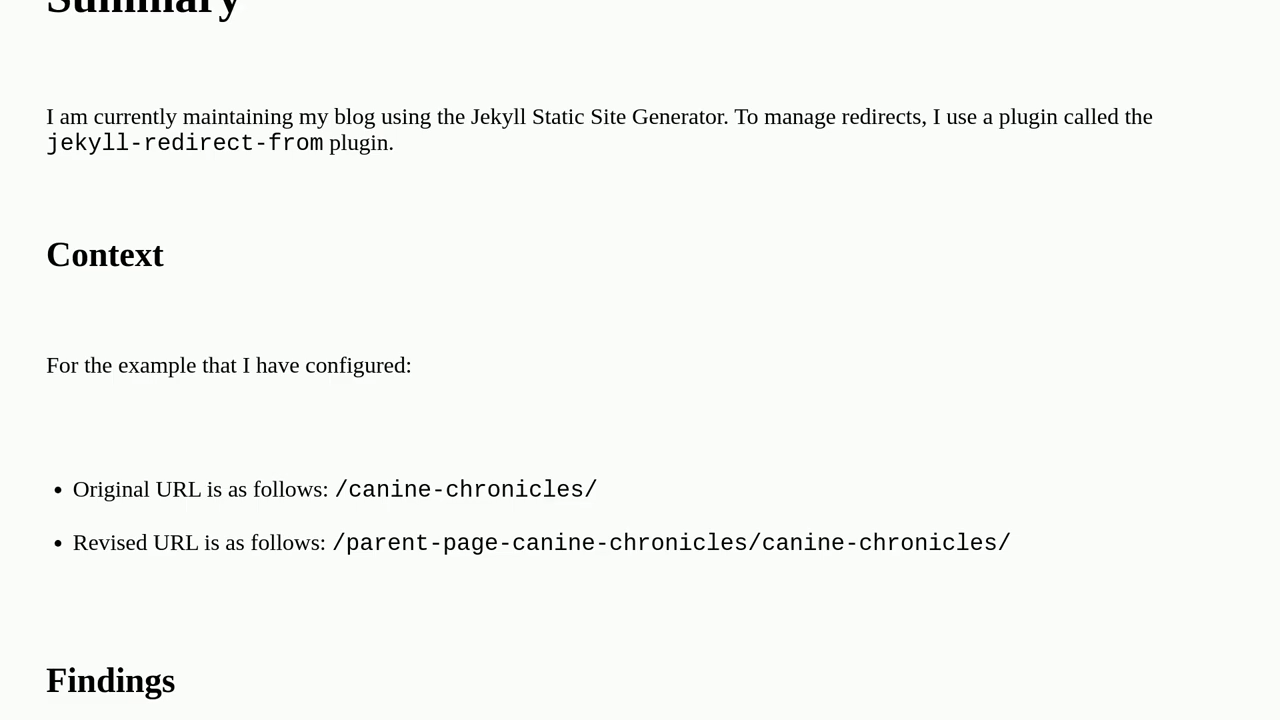 Summary
I am currently maintaining my blog using the Jekyll Static Site Generator. To manage redirects, I use a plugin called the
jekyll-redirect-from plugin.
Context
For the example that I have configured:
• Original URL is as follows: /canine-chronicles/
• Revised URL is as follows: /parent-page-canine-chronicles/canine-chronicles/
Findings